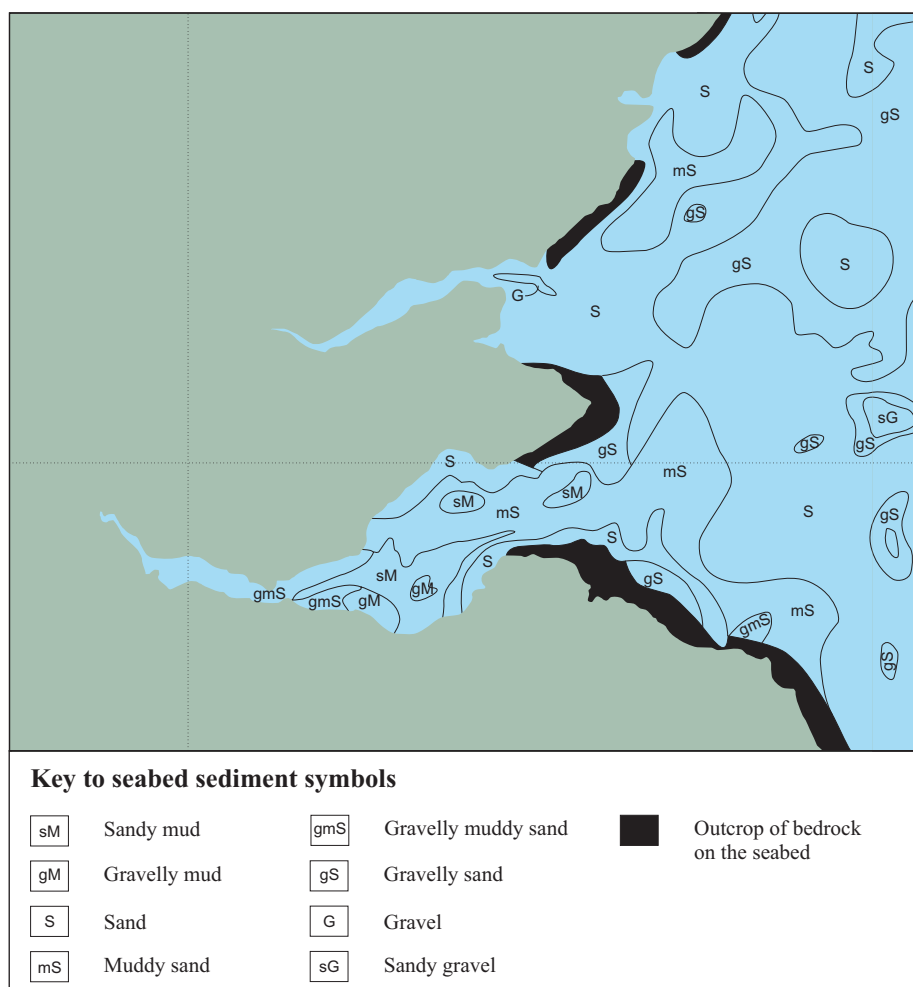 S
S
gS
mS
gS
gS
S
G
S
sG
gS
gS
gS
S
mS
sM
sM
mS
S
gS
S
S
sM
gS
gmS
gmS
gM
gM
mS
gmS
gS
Key to seabed sediment symbols
sM Sandy mud
gmS Gravelly muddy sand
Outcrop of bedrock
on the seabed
gM Gravelly mud
gS Gravelly sand
S Sand
G Gravel
mS Muddy sand
sG Sandy gravel